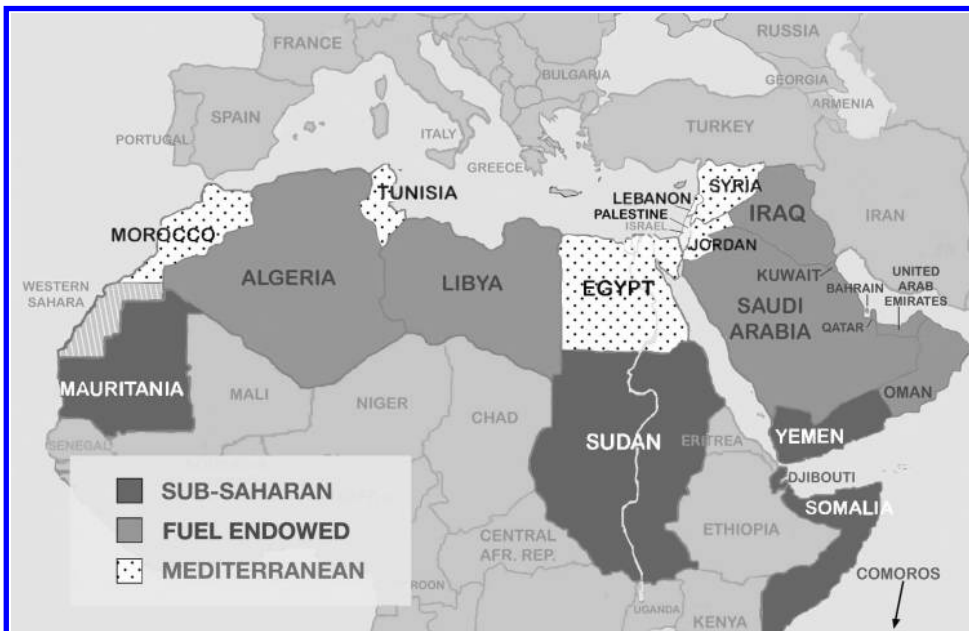 RUSSIA
FRANCE
GEORGIA
BULGARIA
ARMENIA
SPAIN
PORTUGAL
ITALY
TURKEY
GREECE
TUNISIA
SYRIA
LEBANON
PALESTINE
ISRAEL
IRAQ
IRAN
MOROCCO
JORDAN
ALGERIA
LIBYA
EGYPT
KUWAIT
WESTERN
SAHARA
BAHRAIN
UNITED
ARAB
EMIRATES
SAUDI
ARABIA
QATAR
MAURITANIA
MALI
NIGER
CHAD
OMAN
SENEGAL
SUDAN
ERITREA
YEMEN
DJIBOUTI
SUB-SAHARAN
SOMALIA
FUEL ENDOWED
ETHIOPIA
CENTRAL
AFR. REP.
MEDITERRANEAN
COMOROS
ROON
UGANDA
KENYA